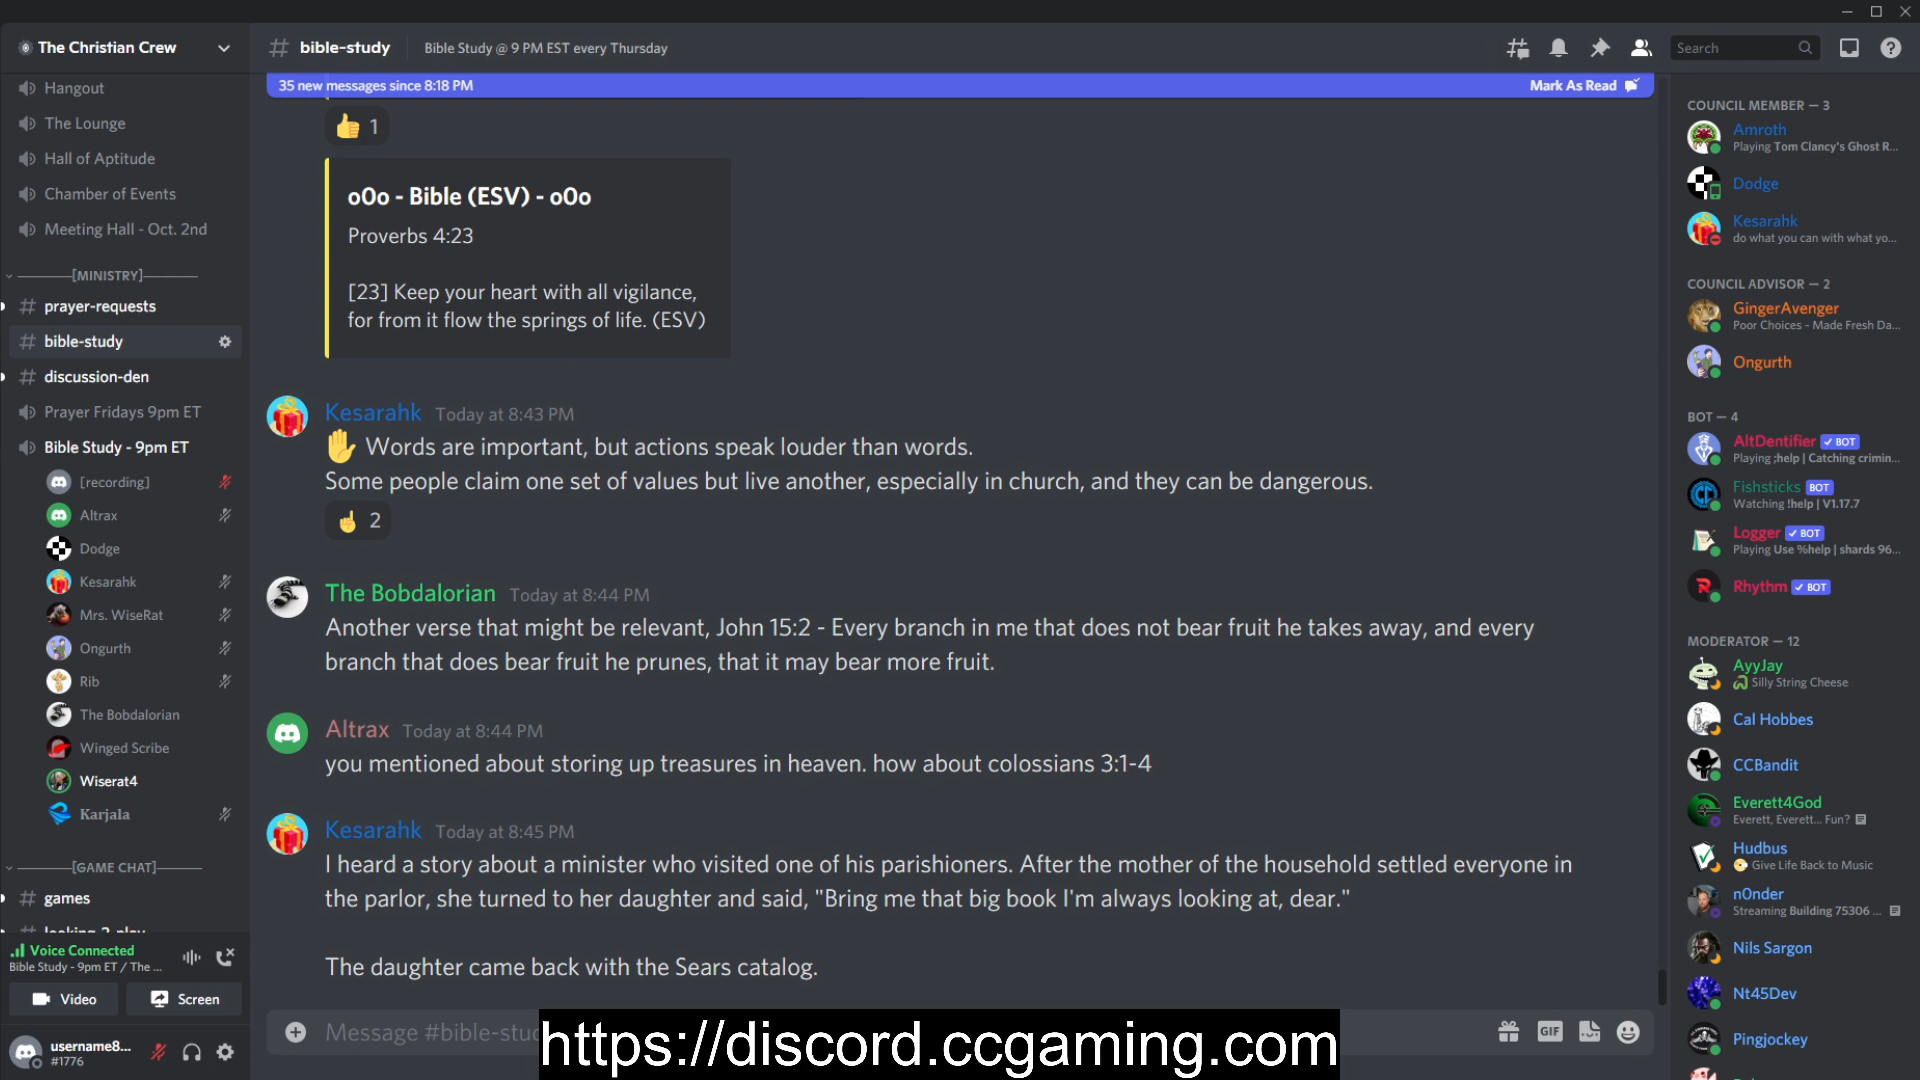 The Christian Crew
Hangout
The Lounge
Hall of Aptitude
Chamber of Events
Meeting Hall - Oct. 2nd
[MINISTRY]
prayer-requests
bible-study
discussion-den
Prayer Fridays 9pm ET
Bible Study - 9pm ET
[recording]
Altrax
Dodge
Kesarahk
Mrs. WiseRat
Ongurth
Rib
The Bobdalorian
Winged Scribe
Wiserat4
Karjala
[GAME CHAT]
games
looking-2-play
Voice Connected
Bible Study - 9pm ET / The ...
Video
Screen
username8...
#1776
bible-study
Bible Study @ 9 PM EST every Thursday
Search
35 new messages since 8:18 PM
Mark As Read
👍 1
oOo - Bible (ESV) - oOo
Proverbs 4:23
[23] Keep your heart with all vigilance,
for from it flow the springs of life. (ESV)
Kesarahk Today at 8:43 PM
✋ Words are important, but actions speak louder than words.
Some people claim one set of values but live another, especially in church, and they can be dangerous.
☝ 2
The Bobdalorian Today at 8:44 PM
Another verse that might be relevant, John 15:2 - Every branch in me that does not bear fruit he takes away, and every
branch that does bear fruit he prunes, that it may bear more fruit.
Altrax Today at 8:44 PM
you mentioned about storing up treasures in heaven. how about colossians 3:1-4
Kesarahk Today at 8:45 PM
I heard a story about a minister who visited one of his parishioners. After the mother of the household settled everyone in
the parlor, she turned to her daughter and said, "Bring me that big book I'm always looking at, dear."
The daughter came back with the Sears catalog.
Message #bible-stu
GIF
https://discord.ccgaming.com
COUNCIL MEMBER — 3
Amroth
Playing Tom Clancy's Ghost R...
Dodge
Kesarahk
do what you can with what yo...
COUNCIL ADVISOR — 2
GingerAvenger
Poor Choices - Made Fresh Da...
Ongurth
BOT — 4
AltDentifier ✓ BOT
Playing ;help | Catching crimin...
Fishsticks BOT
Watching !help | V1.17.7
Logger ✓ BOT
Playing Use %help | shards 96...
Rhythm ✓ BOT
MODERATOR — 12
AyyJay
Silly String Cheese
Cal Hobbes
CCBandit
Everett4God
Everett, Everett... Fun?
Hudbus
Give Life Back to Music
n0nder
Streaming Building 75306 ...
Nils Sargon
Nt45Dev
Pingjockey